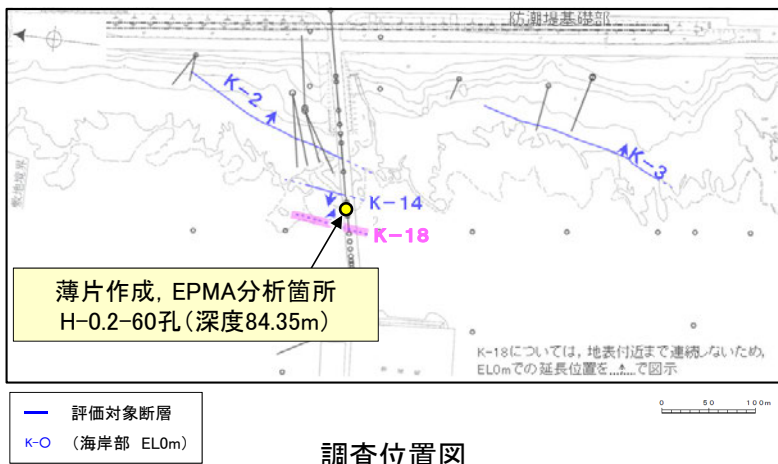 防潮堤基礎部
K-2
K-3
敷地境界
K-14
K-18
薄片作成, EPMA分析箇所
H-0.2-60孔(深度84.35m)
K-18については, 地表付近まで連続しないため,
EL0mでの延長位置を...▲...で図示
評価対象断層
K-○ (海岸部 EL0m)
0 50 100m
調査位置図